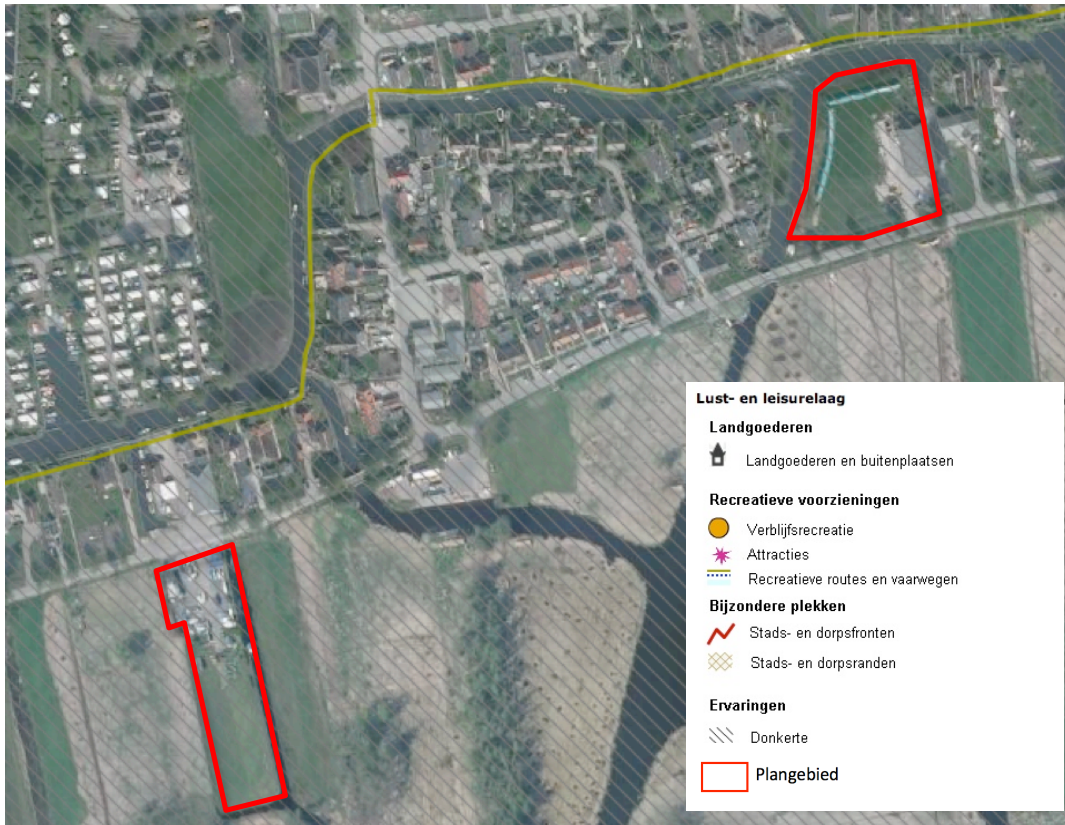 Lust- en leisurelaag
Landgoederen
Landgoederen en buitenplaatsen
Recreatieve voorzieningen
Verblijfsrecreatie
Attracties
Recreatieve routes en vaarwegen
Bijzondere plekken
Stads- en dorpsfronten
Stads- en dorpsranden
Ervaringen
Donkerte
Plangebied